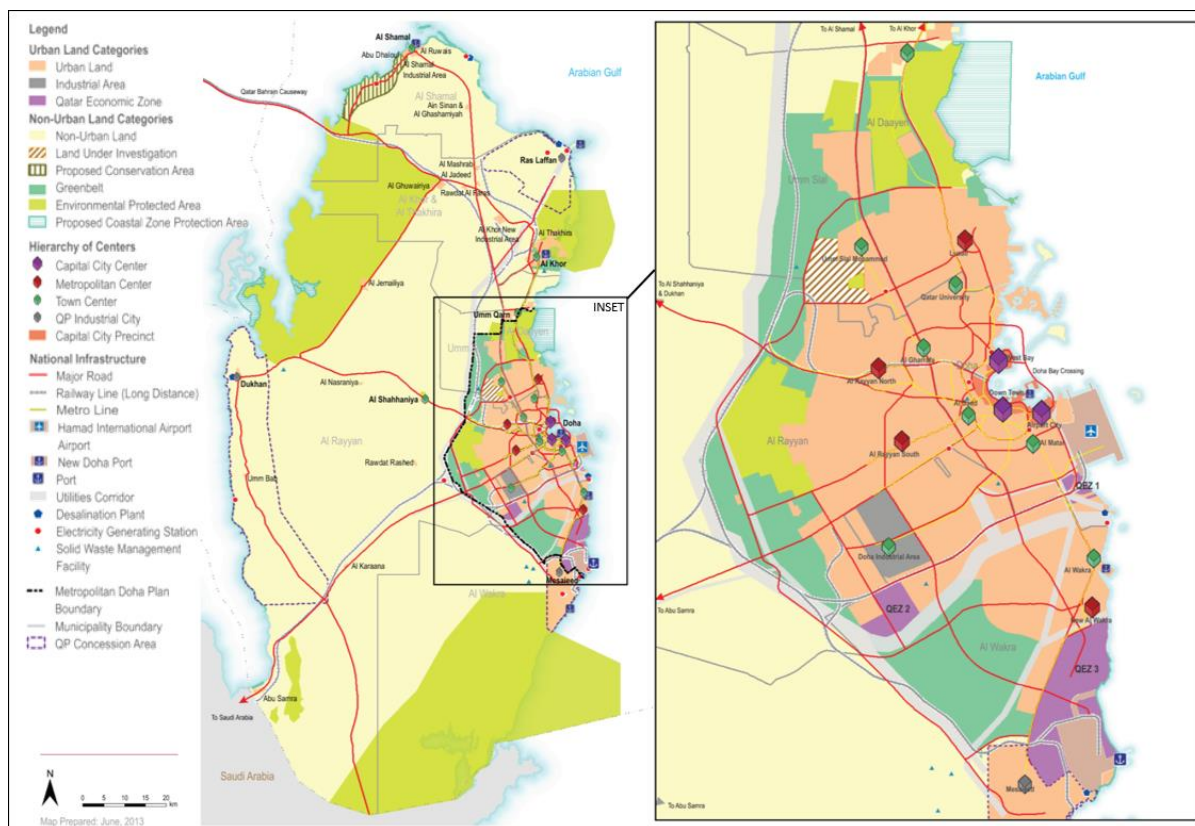 Legend
Urban Land Categories
Urban Land
Industrial Area
Qatar Economic Zone
Non-Urban Land Categories
Non-Urban Land
Land Under Investigation
Proposed Conservation Area
Greenbelt
Environmental Protected Area
Proposed Coastal Zone Protection Area
Hierarchy of Centers
Capital City Center
Metropolitan Center
Town Center
QP Industrial City
Capital City Precinct
National Infrastructure
Major Road
Railway Line (Long Distance)
Metro Line
Hamad International Airport
Airport
New Doha Port
Port
Utilities Corridor
Desalination Plant
Electricity Generating Station
Solid Waste Management
Facility
Metropolitan Doha Plan
Boundary
Municipality Boundary
QP Concession Area
N
0 5 10 15 20
km
Map Prepared: June, 2013
Al Shamal
Abu Dhalouf
Al Ruwais
Al Shamal
Industrial Area
Arabian Gulf
Qatar Bahrain Causeway
Al Shamal
Ain Sinan &
Al Ghashamiyah
Al Mashrab
Al Jadeed
Ras Laffan
Al Ghuwairiya
Rawdat Al Faras
Al Khor &
Al Thakhira
Al Khor New
Industrial Area
Al Thakhira
Al Khor
Al Jemailiya
INSET
Umm Qarn
Dukhan
Al Nasraniya
Al Shahhaniya
Doha
Al Rayyan
Rawdat Rashed
Umm Bab
Al Karaana
Mesaieed
Al Wakra
Abu Samra
To Saudi Arabia
Saudi Arabia
To Al Shamal
To Al Khor
Arabian Gulf
Al Daayen
Umm Slal
Umm Slal Mohammed
Lusail
To Al Shahhaniya
& Dukhan
Qatar University
Al Gharrafa
West Bay
Al Rayyan North
Doha Bay Crossing
Down Town
Airport City
Al Matar
Al Rayyan
Al Rayyan South
QEZ 1
Doha Industrial Area
Al Wakra
To Abu Samra
QEZ 2
New Al Wakra
Al Wakra
QEZ 3
Mesaieed
To Abu Samra